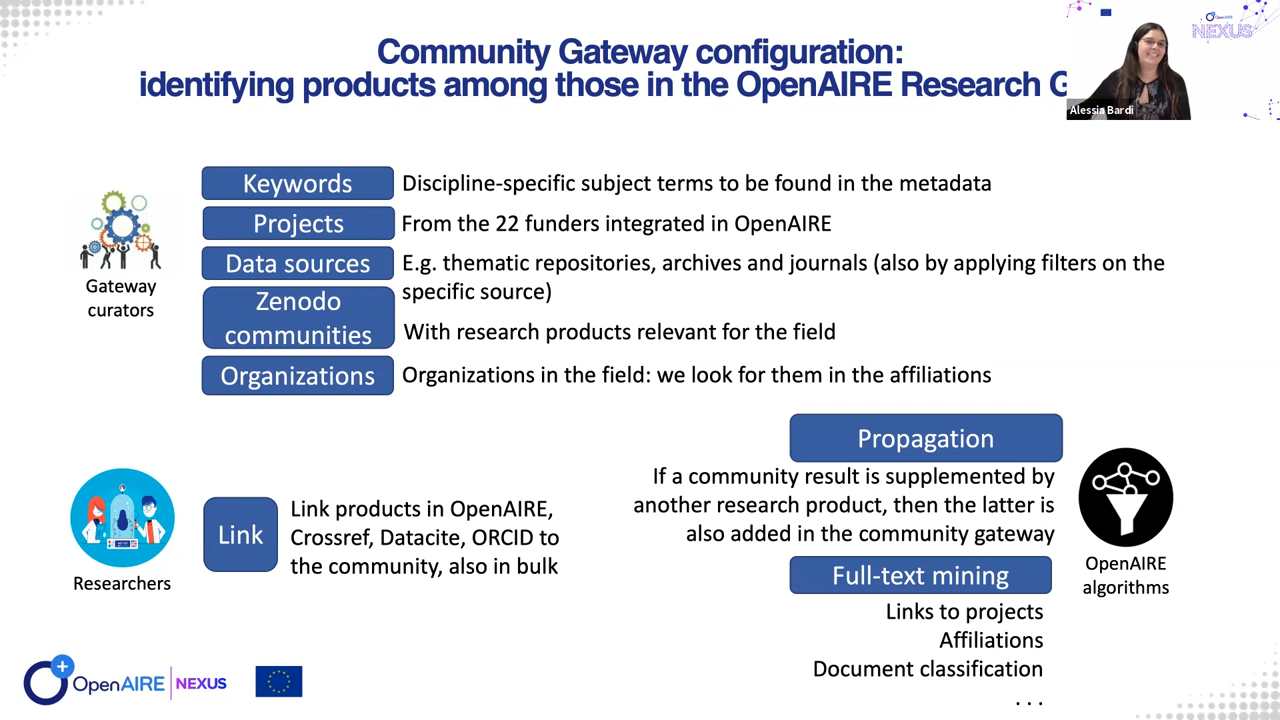 Community Gateway configuration:
identifying products among those in the OpenAIRE Research G
OpenAIRE
NEXUS
Alessia Bardi
Gateway
curators
Keywords
Discipline-specific subject terms to be found in the metadata
Projects
From the 22 funders integrated in OpenAIRE
Data sources
E.g. thematic repositories, archives and journals (also by applying filters on the
specific source)
Zenodo
communities
With research products relevant for the field
Organizations
Organizations in the field: we look for them in the affiliations
Researchers
Link
Link products in OpenAIRE,
Crossref, Datacite, ORCID to
the community, also in bulk
Propagation
If a community result is supplemented by
another research product, then the latter is
also added in the community gateway
Full-text mining
Links to projects
Affiliations
Document classification
. . .
OpenAIRE
algorithms
OpenAIRE NEXUS